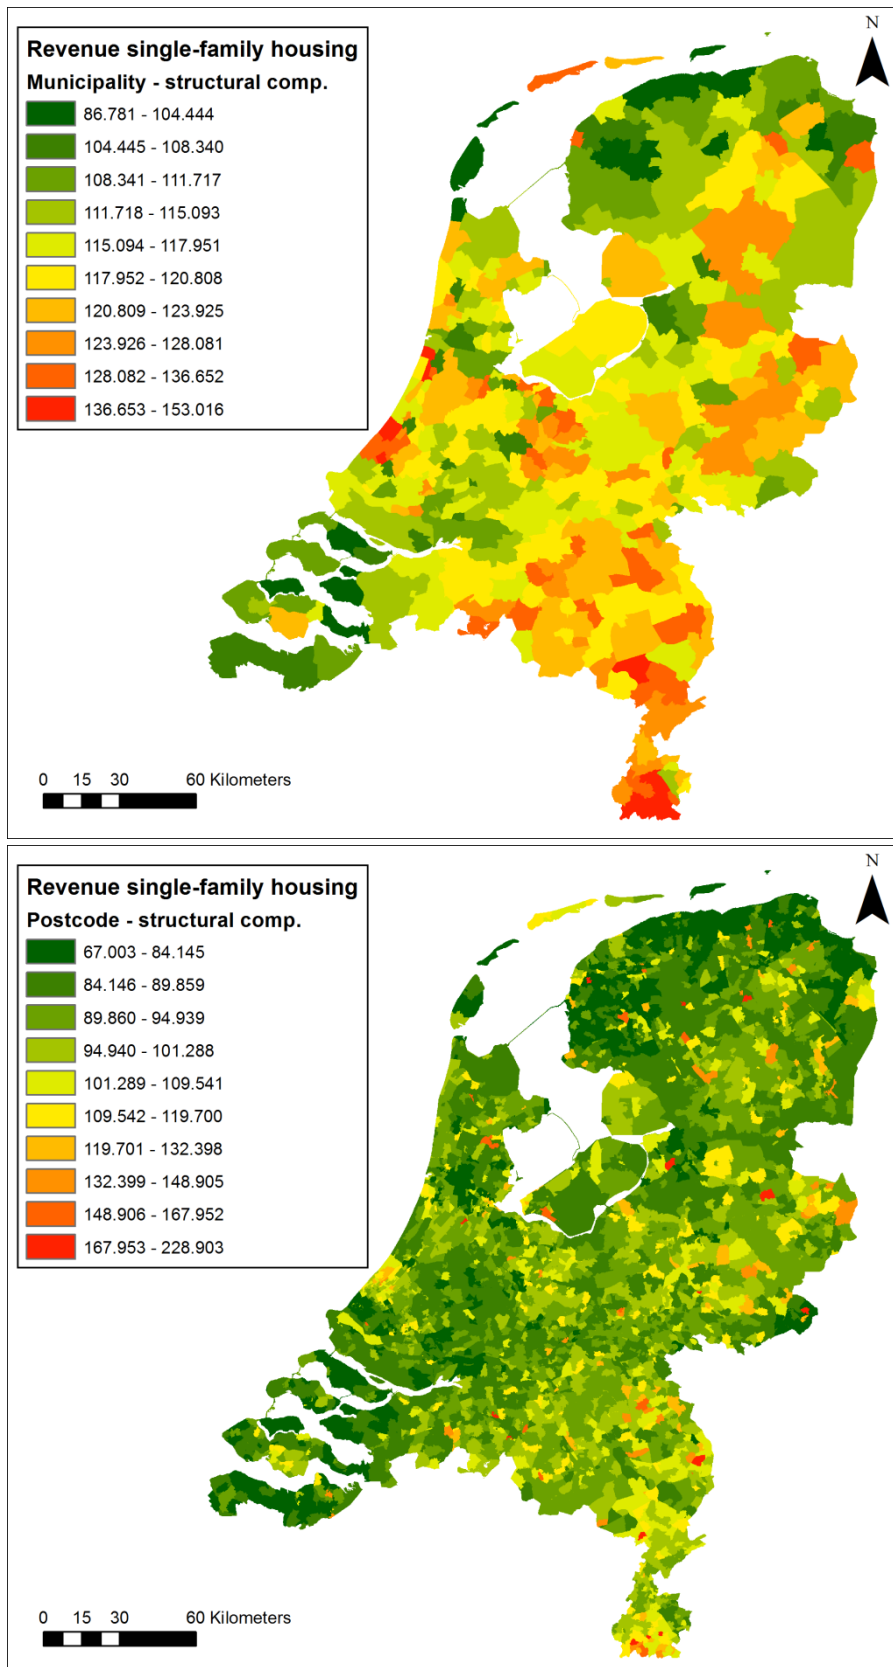 N
Revenue single-family housing
Municipality - structural comp.
86.781 - 104.444
104.445 - 108.340
108.341 - 111.717
111.718 - 115.093
115.094 - 117.951
117.952 - 120.808
120.809 - 123.925
123.926 - 128.081
128.082 - 136.652
136.653 - 153.016
0 15 30 60 Kilometers
N
Revenue single-family housing
Postcode - structural comp.
67.003 - 84.145
84.146 - 89.859
89.860 - 94.939
94.940 - 101.288
101.289 - 109.541
109.542 - 119.700
119.701 - 132.398
132.399 - 148.905
148.906 - 167.952
167.953 - 228.903
0 15 30 60 Kilometers